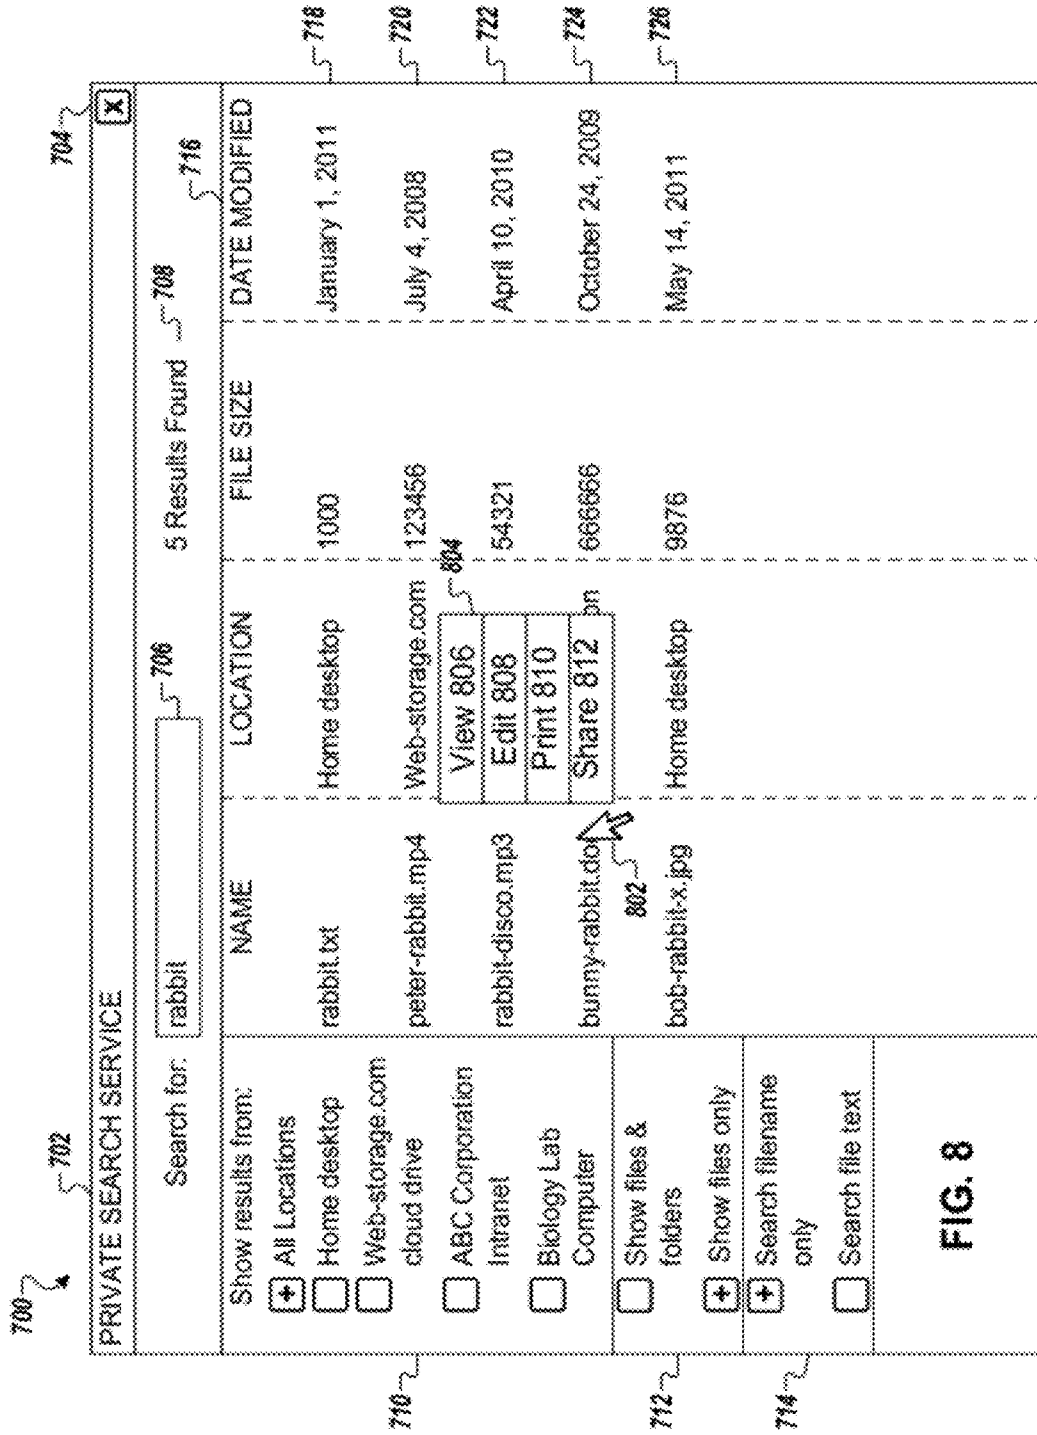 700
702
704
PRIVATE SEARCH SERVICE
x
Search for:
rabbit
706
5 Results Found
708
716
Show results from:
All Locations
Home desktop
Web-storage.com
cloud drive
ABC Corporation
Intranet
Biology Lab
Computer
710
Show files &
folders
Show files only
712
Search filename
only
Search file text
714
NAME LOCATION FILE SIZE DATE MODIFIED
rabbit.txt Home desktop 1000 January 1, 2011 718
peter-rabbit.mp4 Web-storage.com 123456 July 4, 2008 720
rabbit-disco.mp3 54321 April 10, 2010 722
bunny-rabbit.do on 666666 October 24, 2009 724
bob-rabbit-x.jpg Home desktop 9876 May 14, 2011 726
View 806
Edit 808
Print 810
Share 812
804
802
FIG. 8